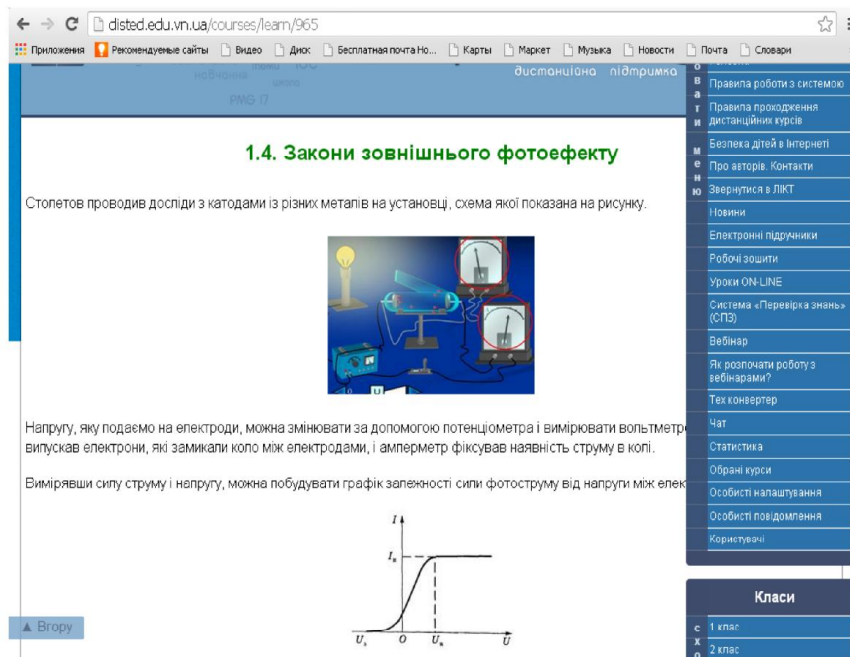 disted.edu.vn.ua/courses/learn/965
Приложения Рекомендуемые сайты Видео Диск Бесплатная почта Но... Карты Маркет Музыка Новости Почта Словари
навчання
PMG 17
дистанційна підтримка
1.4. Закони зовнішнього фотоефекту
Столетов проводив досліди з катодами із різних металів на установці, схема якої показана на рисунку.
Напругу, яку подаємо на електроди, можна змінювати за допомогою потенціометра і вимірювати вольтметро
випускав електрони, які замикали коло між електродами, і амперметр фіксував наявність струму в колі.
Вимірявши силу струму і напругу, можна побудувати графік залежності сили фотоструму від напруги між елек
I
Iн
Uз O Uн U
▲ Вгору
Правила роботи з системою
Правила проходження
дистанційних курсів
Безпека дітей в Інтернеті
Про авторів. Контакти
Звернутися в ЛІКТ
Новини
Електронні підручники
Робочі зошити
Уроки ON-LINE
Система «Перевірка знань»
(СПЗ)
Вебінар
Як розпочати роботу з
вебінарами?
Тех конвертер
Чат
Статистика
Обрані курси
Особисті налаштування
Особисті повідомлення
Користувачі
Класи
1 клас
2 клас